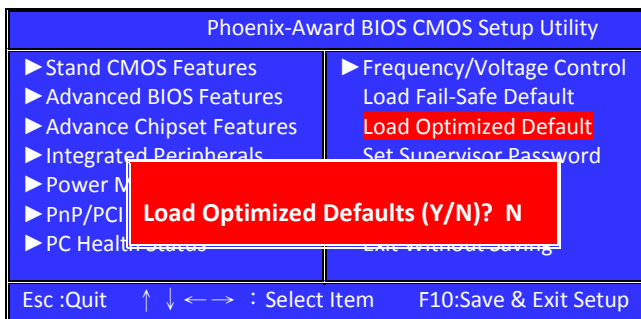 Phoenix-Award BIOS CMOS Setup Utility
►Stand CMOS Features
►Advanced BIOS Features
►Advance Chipset Features
►Integrated Peripherals
►Power
►PnP/PCI
►PC Health Status
►Frequency/Voltage Control
Load Fail-Safe Default
Load Optimized Default
Set Supervisor Password
Exit Without Saving
Load Optimized Defaults (Y/N)? N
Esc :Quit ↑↓←→ : Select Item F10:Save & Exit Setup